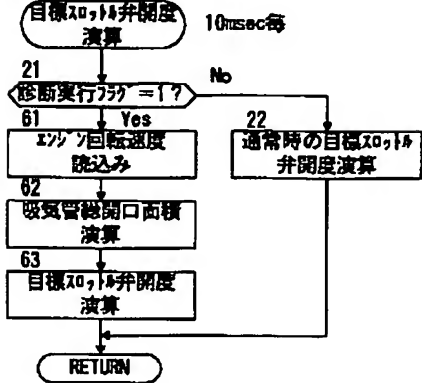 目標スロットル弁開度
演算
10msec毎
21
診断実行フラグ=1?
No
61
Yes
エンジン回転速度
読込み
22
通常時の目標スロットル
弁開度演算
62
吸気管総開口面積
演算
63
目標スロットル弁開度
演算
RETURN